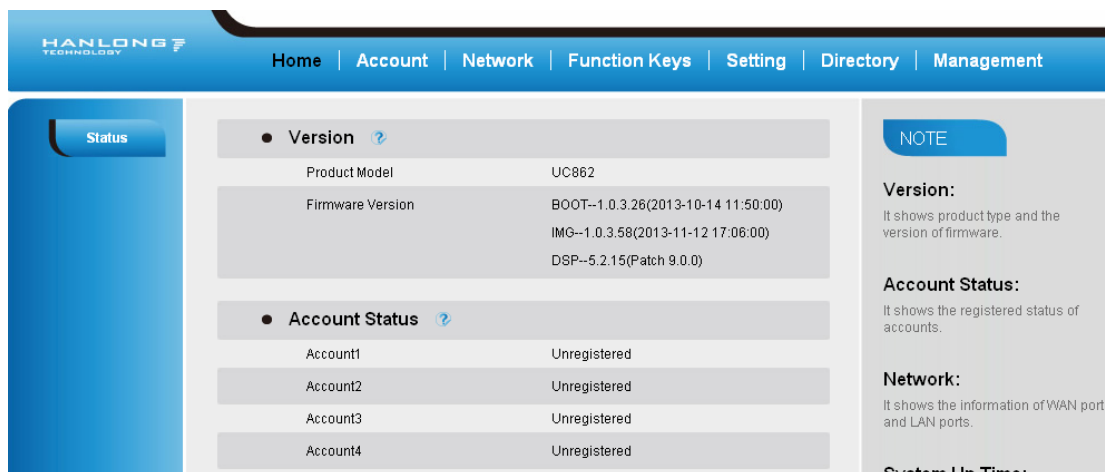 HANLONG
TECHNOLOGY
Home | Account | Network | Function Keys | Setting | Directory | Management
Status
Version ?
Product Model UC862
Firmware Version BOOT--1.0.3.26(2013-10-14 11:50:00)
IMG--1.0.3.58(2013-11-12 17:06:00)
DSP--5.2.15(Patch 9.0.0)
Account Status ?
Account1 Unregistered
Account2 Unregistered
Account3 Unregistered
Account4 Unregistered
NOTE
Version:
It shows product type and the
version of firmware.
Account Status:
It shows the registered status of
accounts.
Network:
It shows the information of WAN port
and LAN ports.
System Up Time: